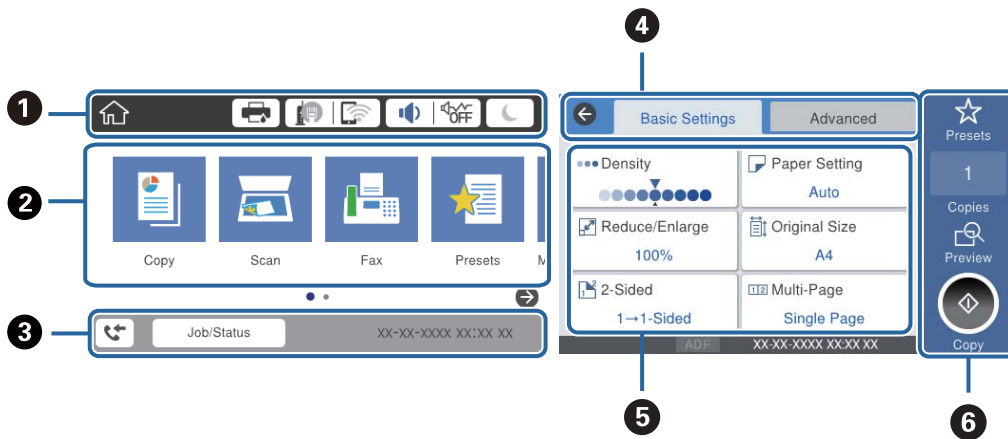 4
1
OFF
Basic Settings
Advanced
Presets
Density
Paper Setting
Auto
1
Copies
2
Reduce/Enlarge
100%
Original Size
A4
Preview
Copy
Scan
Fax
Presets
M
2-Sided
1→1-Sided
Multi-Page
Single Page
3
Job/Status
XX-XX-XXXX XX:XX XX
ADF
XX-XX-XXXX XX:XX XX
Copy
5
6